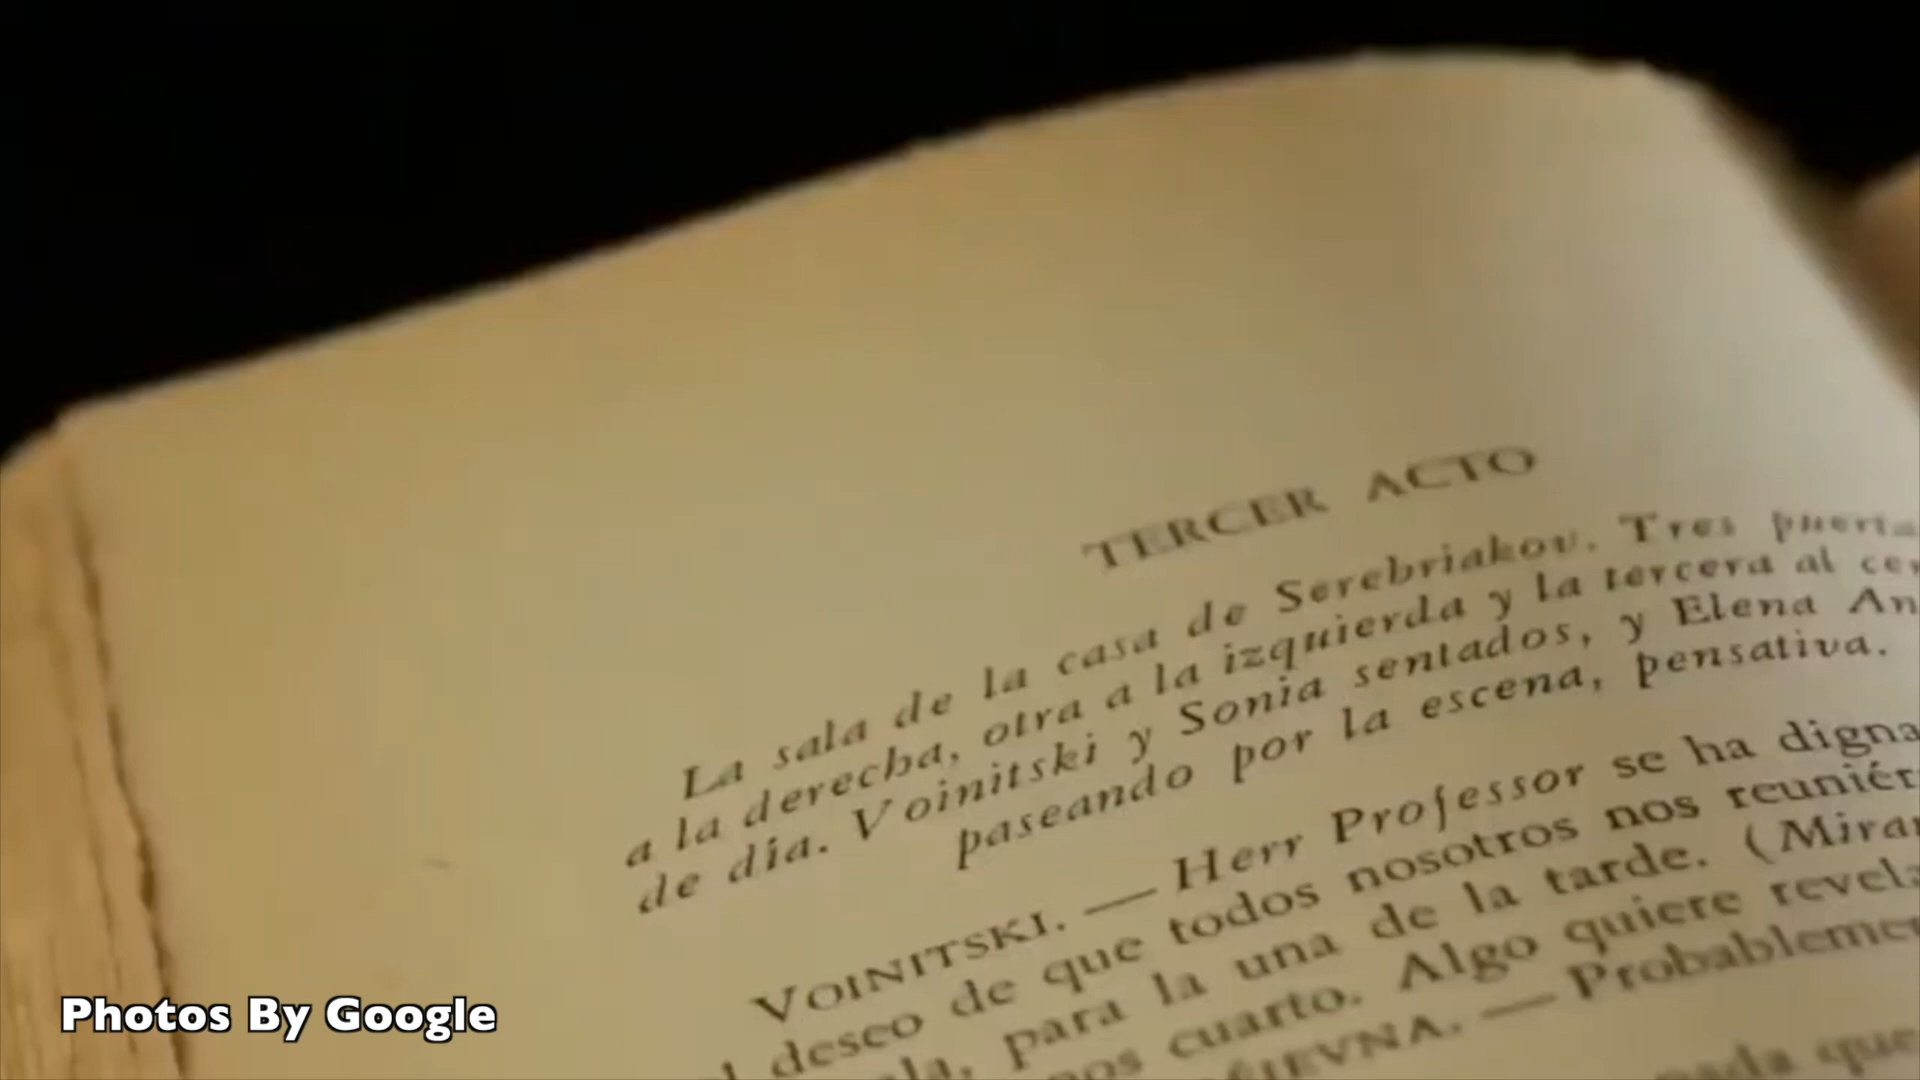 TERCER ACTO
La sala de la casa de Serebriakov. Tres
a la derecha, otra a la izquierda y la tercera al
de día. Voinitski y Sonia sentados, y Elena
paseando por la escena, pensativa.
VOINITSKI. — Herr Professor se ha
deseo de que todos nosotros nos
para la una de la tarde.
cuarto. Algo quiere
que
Photos By Google